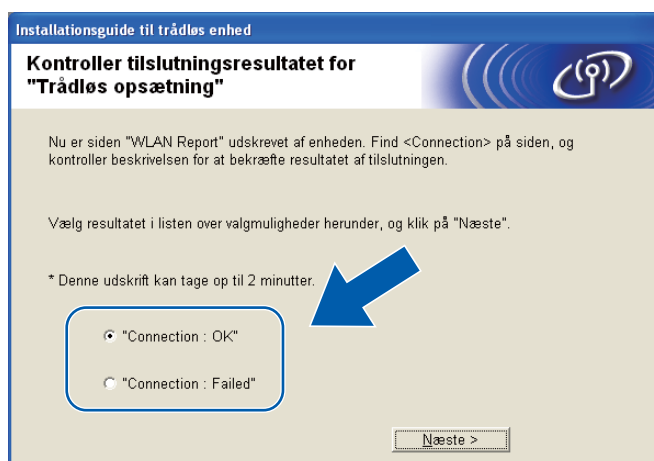 Installationsguide til trådløs enhed
Kontroller tilslutningsresultatet for
"Trådløs opsætning"
Nu er siden "WLAN Report" udskrevet af enheden. Find <Connection> på siden, og
kontroller beskrivelsen for at bekræfte resultatet af tilslutningen.
Vælg resultatet i listen over valgmuligheder herunder, og klik på "Næste".
* Denne udskrift kan tage op til 2 minutter.
"Connection : OK"
"Connection : Failed"
Næste >